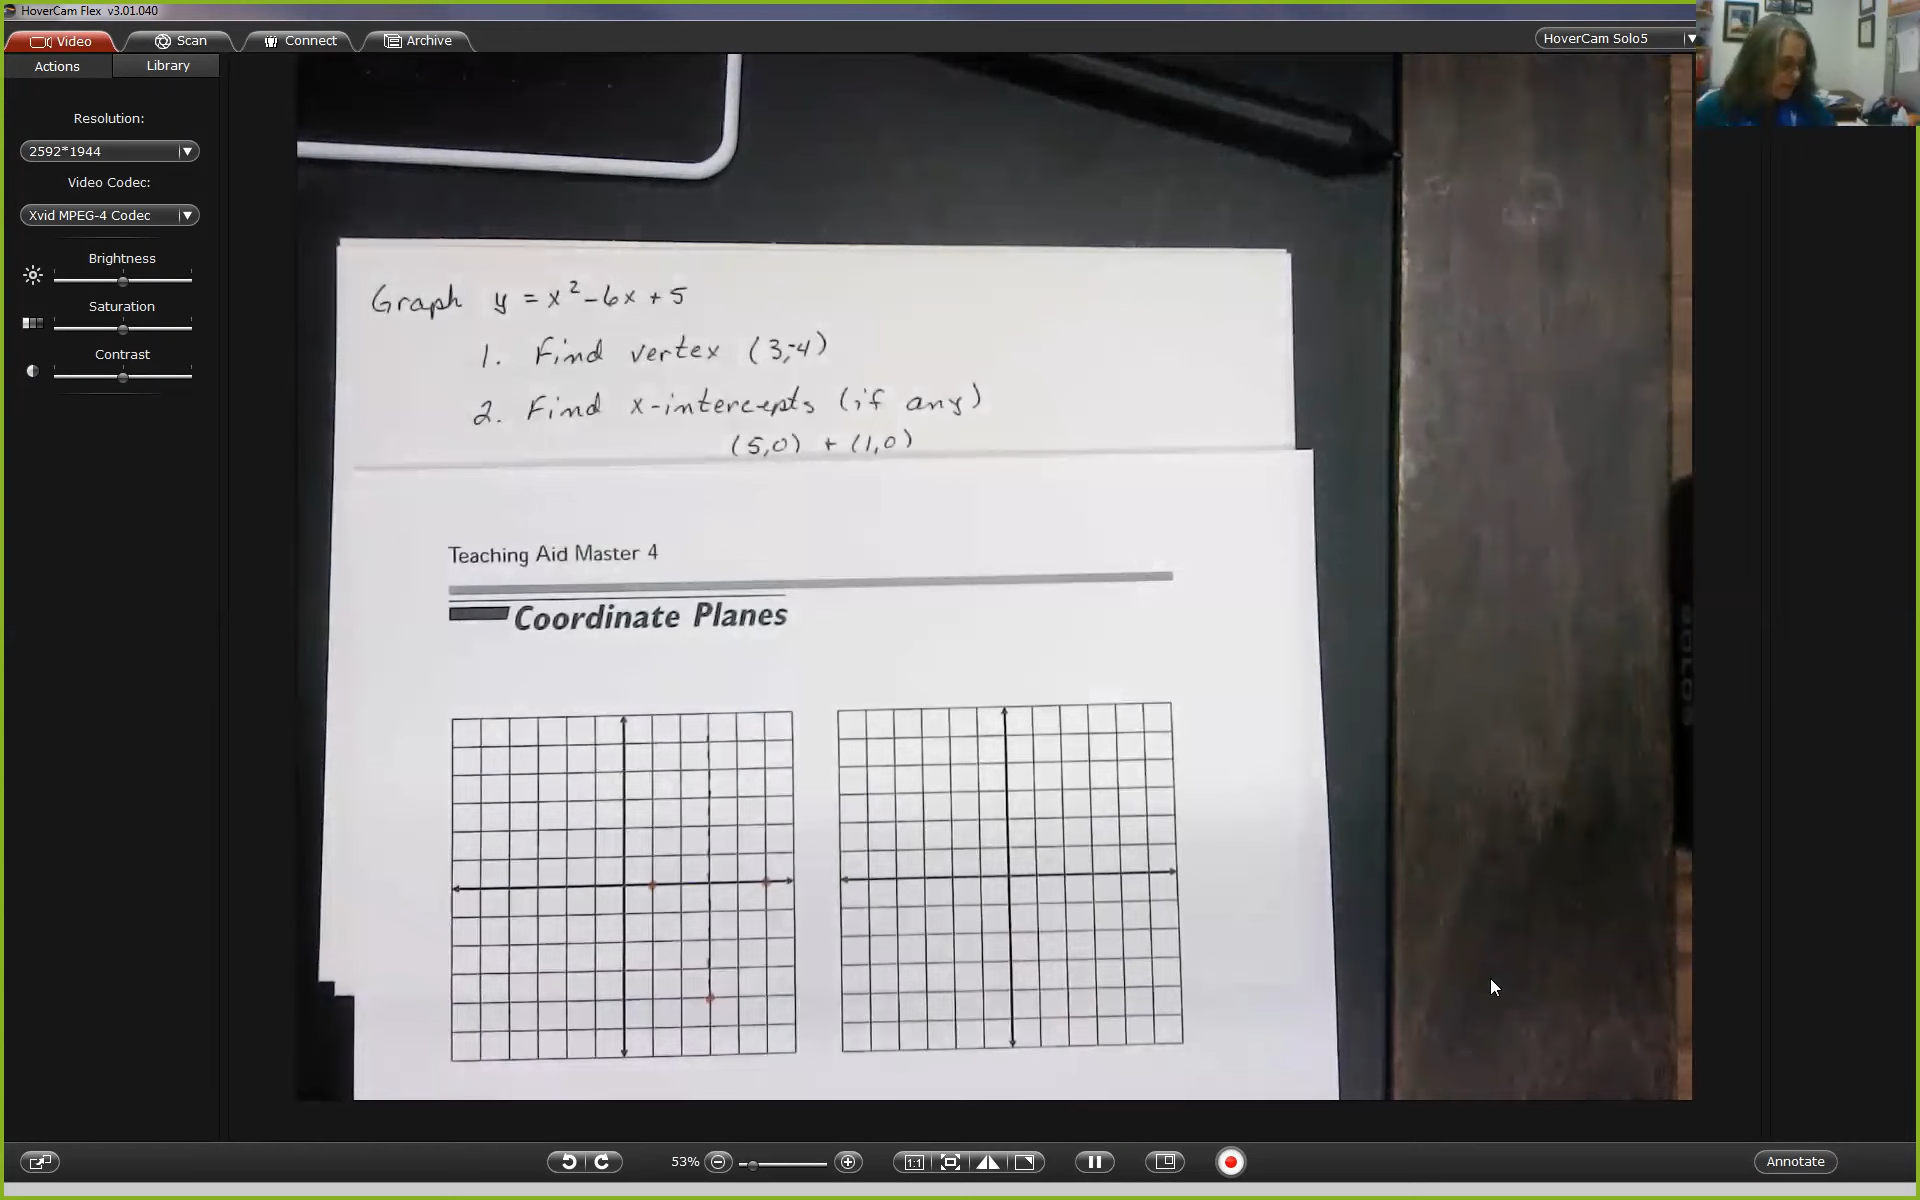 HoverCam Flex v3.01.040
Video Scan Connect Archive HoverCam Solo5
Actions Library
Resolution:
2592*1944
Video Codec:
Xvid MPEG-4 Codec
Brightness
Saturation
Contrast
Graph y = x² - 6x + 5
1. Find vertex (3,-4)
2. Find x-intercepts (if any)
(5,0) + (1,0)
Teaching Aid Master 4
Coordinate Planes
53% 1:1 Annotate